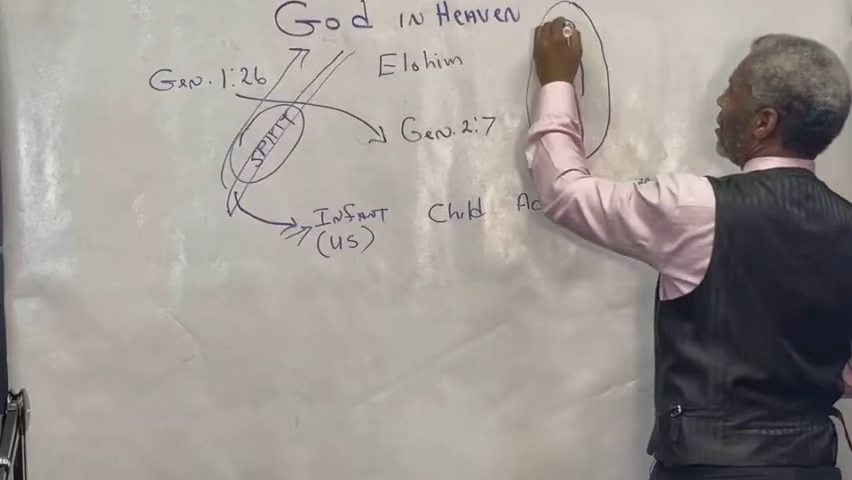 God in Heaven
Gen. 1:26
Elohim
SPIRIT
Gen. 2:7
Infant Child
(US)